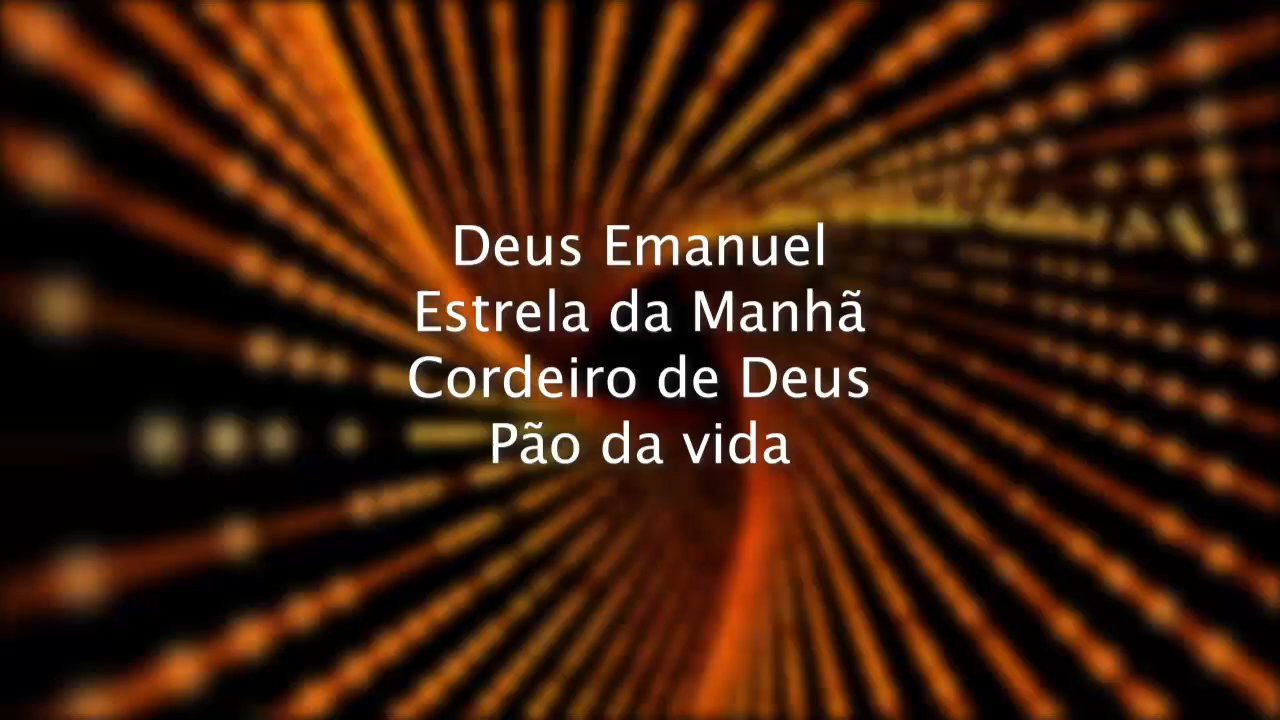 Deus Emanuel
Estrela da Manhã
Cordeiro de Deus
Pão da vida